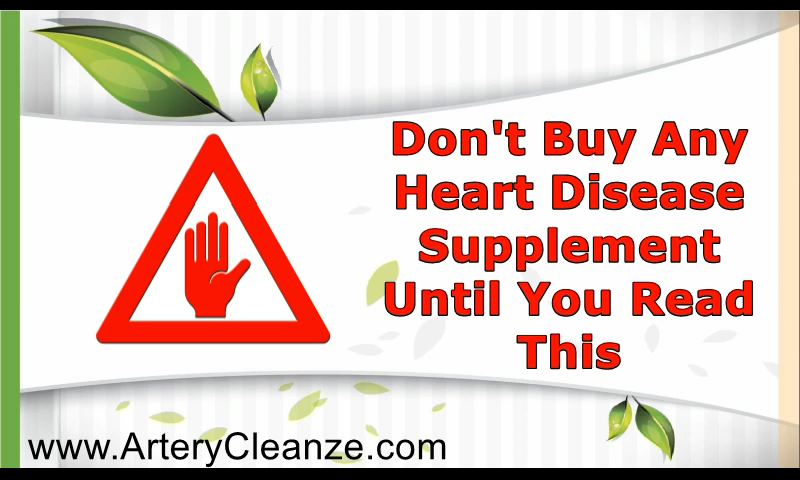 Don't Buy Any
Heart Disease
Supplement
Until You Read
This
www.ArteryCleanze.com